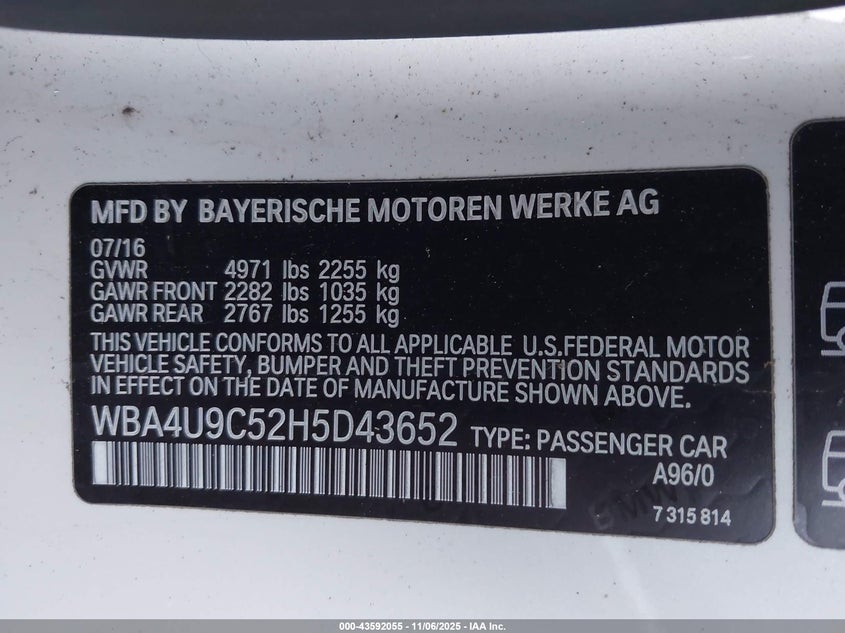 MFD BY BAYERISCHE MOTOREN WERKE AG
07/16
GVWR 4971 lbs 2255 kg
GAWR FRONT 2282 lbs 1035 kg
GAWR REAR 2767 lbs 1255 kg
THIS VEHICLE CONFORMS TO ALL APPLICABLE U.S.FEDERAL MOTOR
VEHICLE SAFETY, BUMPER AND THEFT PREVENTION STANDARDS
IN EFFECT ON THE DATE OF MANUFACTURE SHOWN ABOVE.
WBA4U9C52H5D43652 TYPE: PASSENGER CAR
A96/0
BMW
7 315 814
000-43592055 - 11/06/2025 - IAA Inc.